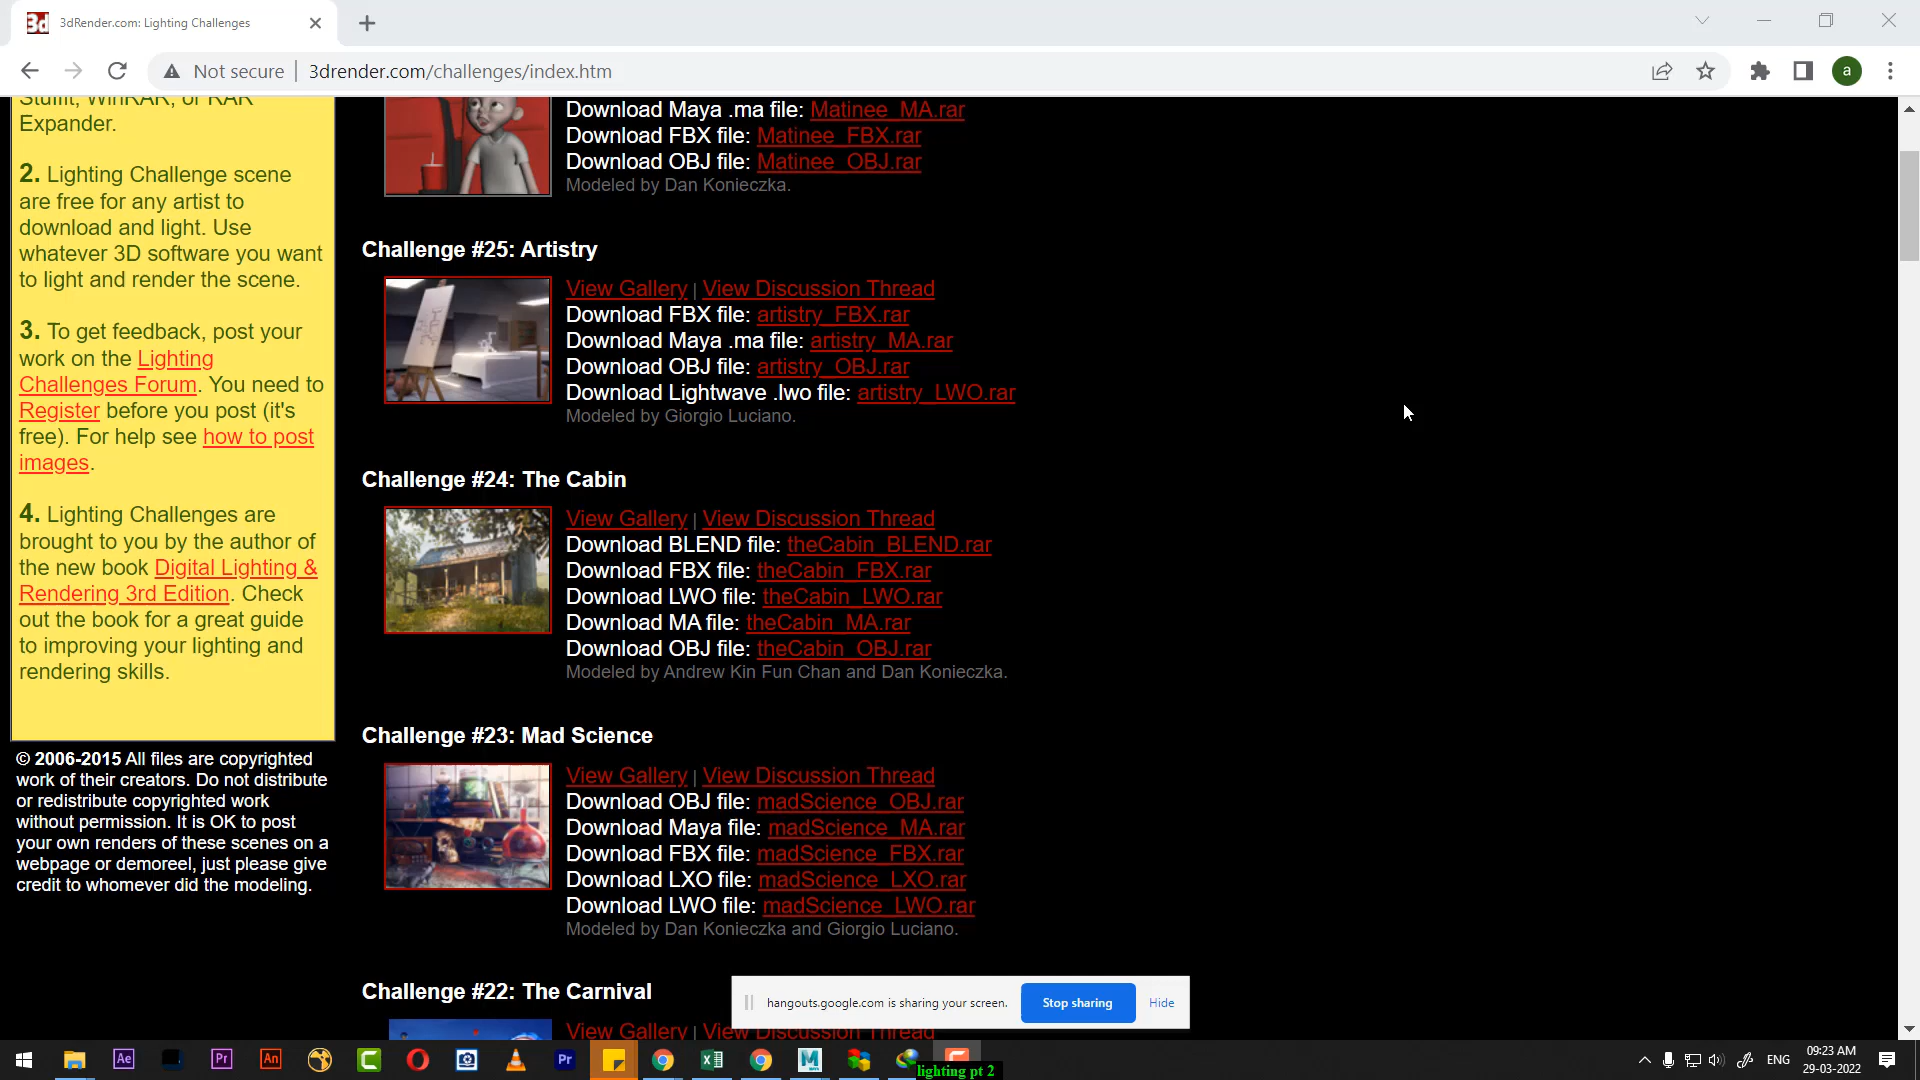 3dRender.com: Lighting Challenges
Not secure
3drender.com/challenges/index.htm
a
Stuffit, WinRAR, or RAR
Expander.
2. Lighting Challenge scene
are free for any artist to
download and light. Use
whatever 3D software you want
to light and render the scene.
3. To get feedback, post your
work on the Lighting
Challenges Forum. You need to
Register before you post (it's
free). For help see how to post
images.
4. Lighting Challenges are
brought to you by the author of
the new book Digital Lighting &
Rendering 3rd Edition. Check
out the book for a great guide
to improving your lighting and
rendering skills.
© 2006-2015 All files are copyrighted
work of their creators. Do not distribute
or redistribute copyrighted work
without permission. It is OK to post
your own renders of these scenes on a
webpage or demoreel, just please give
credit to whomever did the modeling.
Download Maya .ma file: Matinee_MA.rar
Download FBX file: Matinee_FBX.rar
Download OBJ file: Matinee_OBJ.rar
Modeled by Dan Konieczka.
Challenge #25: Artistry
View Gallery | View Discussion Thread
Download FBX file: artistry_FBX.rar
Download Maya .ma file: artistry_MA.rar
Download OBJ file: artistry_OBJ.rar
Download Lightwave .lwo file: artistry_LWO.rar
Modeled by Giorgio Luciano.
Challenge #24: The Cabin
View Gallery | View Discussion Thread
Download BLEND file: theCabin_BLEND.rar
Download FBX file: theCabin_FBX.rar
Download LWO file: theCabin_LWO.rar
Download MA file: theCabin_MA.rar
Download OBJ file: theCabin_OBJ.rar
Modeled by Andrew Kin Fun Chan and Dan Konieczka.
Challenge #23: Mad Science
View Gallery | View Discussion Thread
Download OBJ file: madScience_OBJ.rar
Download Maya file: madScience_MA.rar
Download FBX file: madScience_FBX.rar
Download LXO file: madScience_LXO.rar
Download LWO file: madScience_LWO.rar
Modeled by Dan Konieczka and Giorgio Luciano.
Challenge #22: The Carnival
View Gallery | View Discussion Thread
hangouts.google.com is sharing your screen.
Stop sharing
Hide
Ae
Pr
An
Pr
lighting pt 2
ENG
09:23 AM
29-03-2022